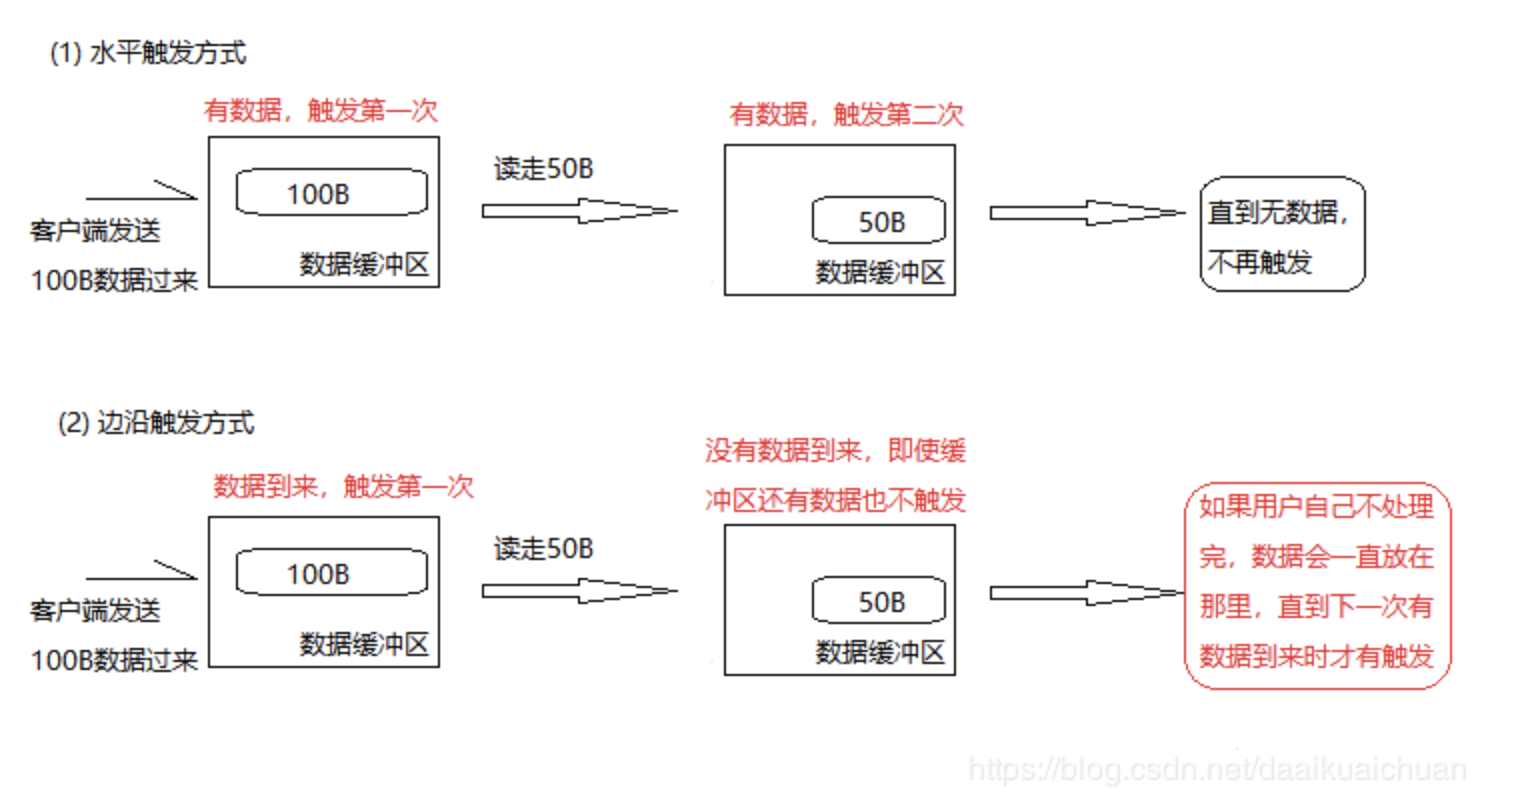 (1) 水平触发方式
有数据，触发第一次
有数据，触发第二次
读走50B
100B
50B
客户端发送
100B数据过来
数据缓冲区
数据缓冲区
直到无数据，
不再触发
(2) 边沿触发方式
数据到来，触发第一次
没有数据到来，即使缓
冲区还有数据也不触发
读走50B
100B
50B
客户端发送
100B数据过来
数据缓冲区
数据缓冲区
如果用户自己不处理
完，数据会一直放在
那里，直到下一次有
数据到来时才有触发
https://blog.csdn.net/daaikuaichuan